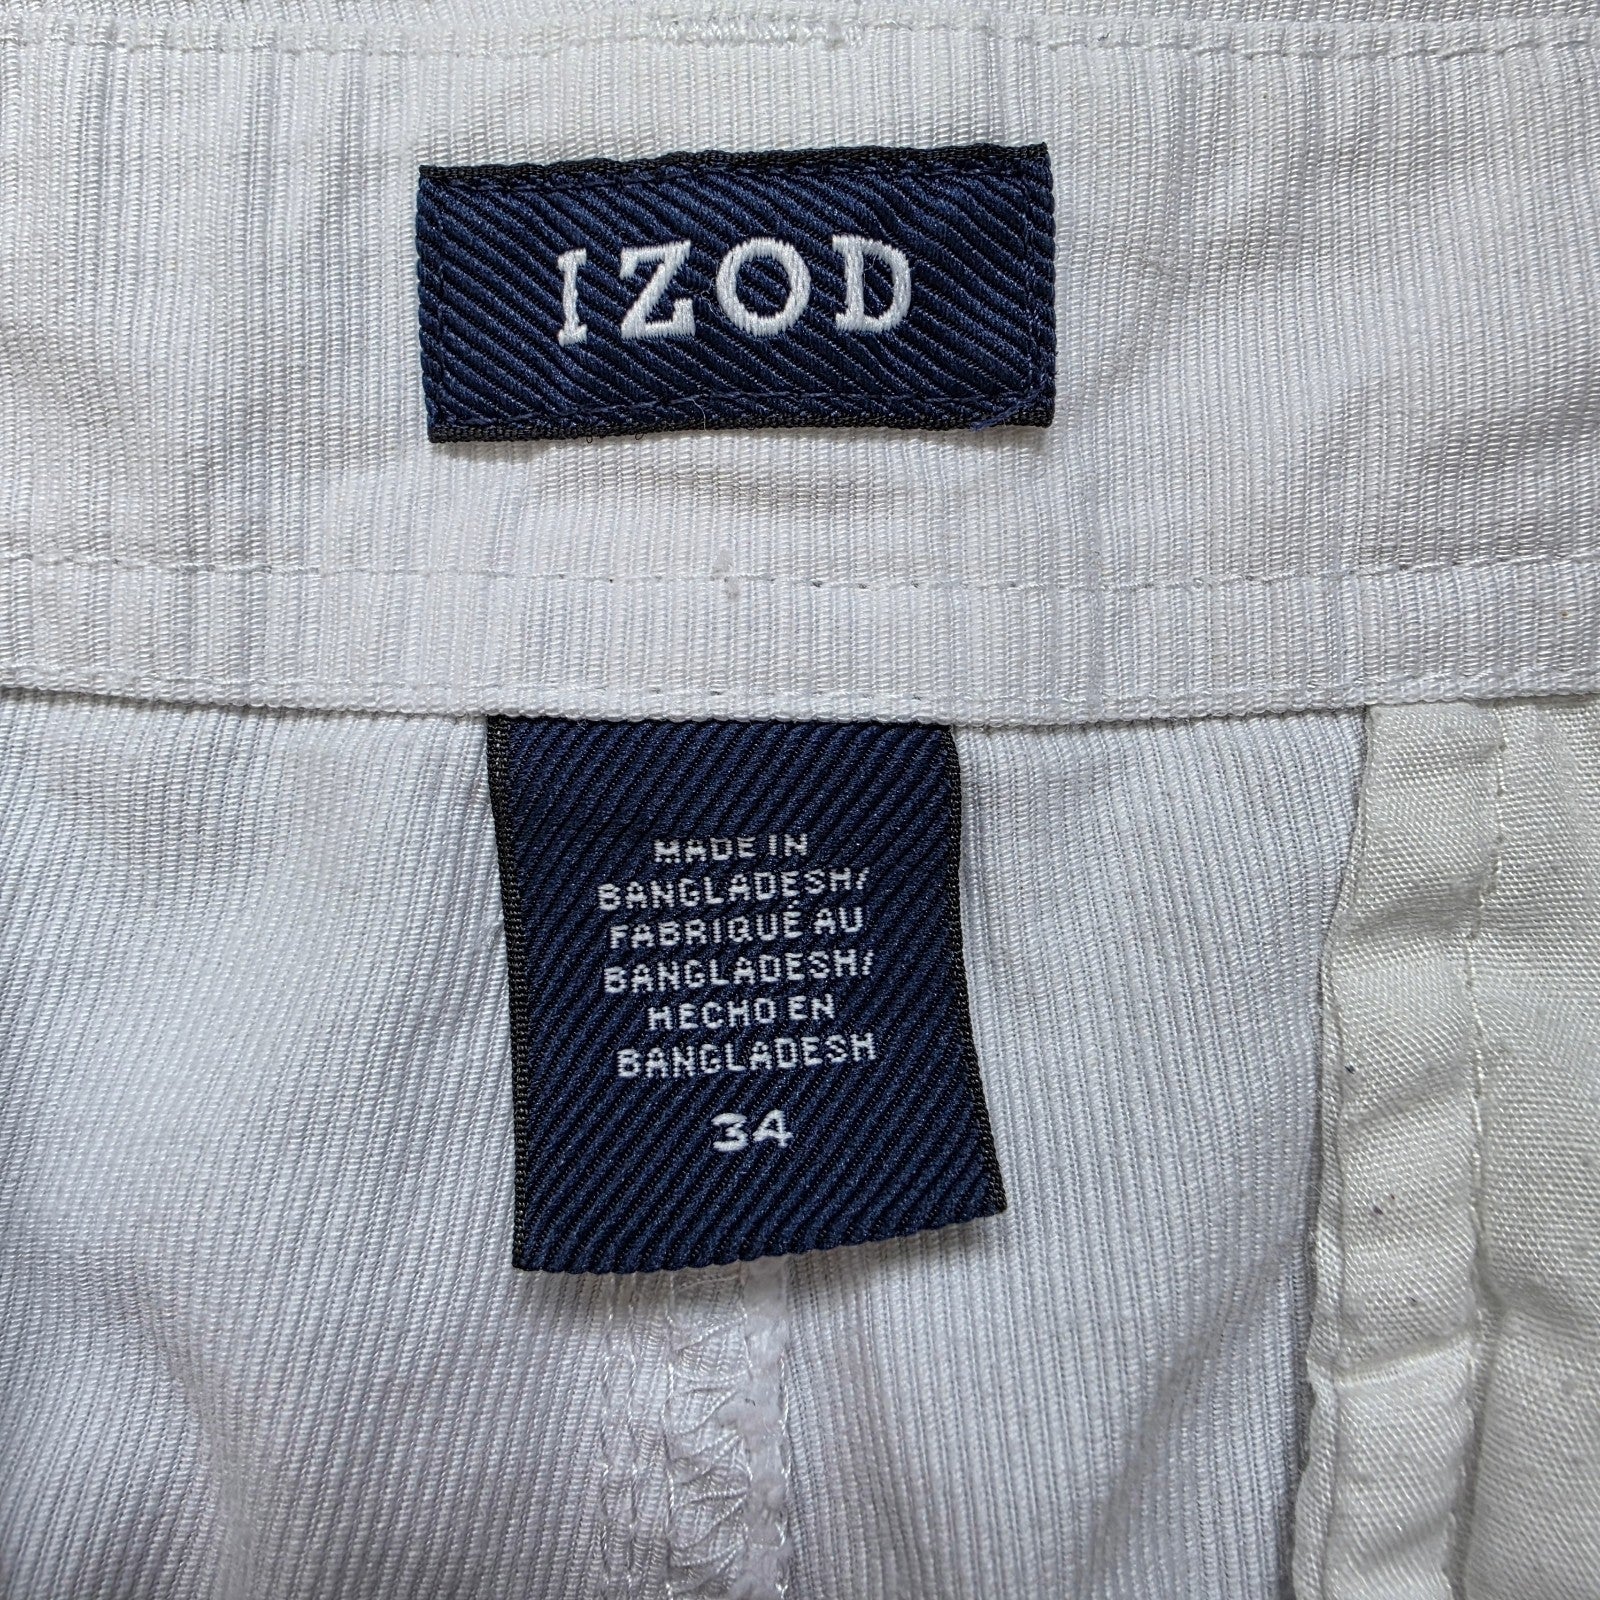 IZOD
MADE IN
BANGLADESH/
FABRIQUÉ AU
BANGLADESH/
HECHO EN
BANGLADESH
34